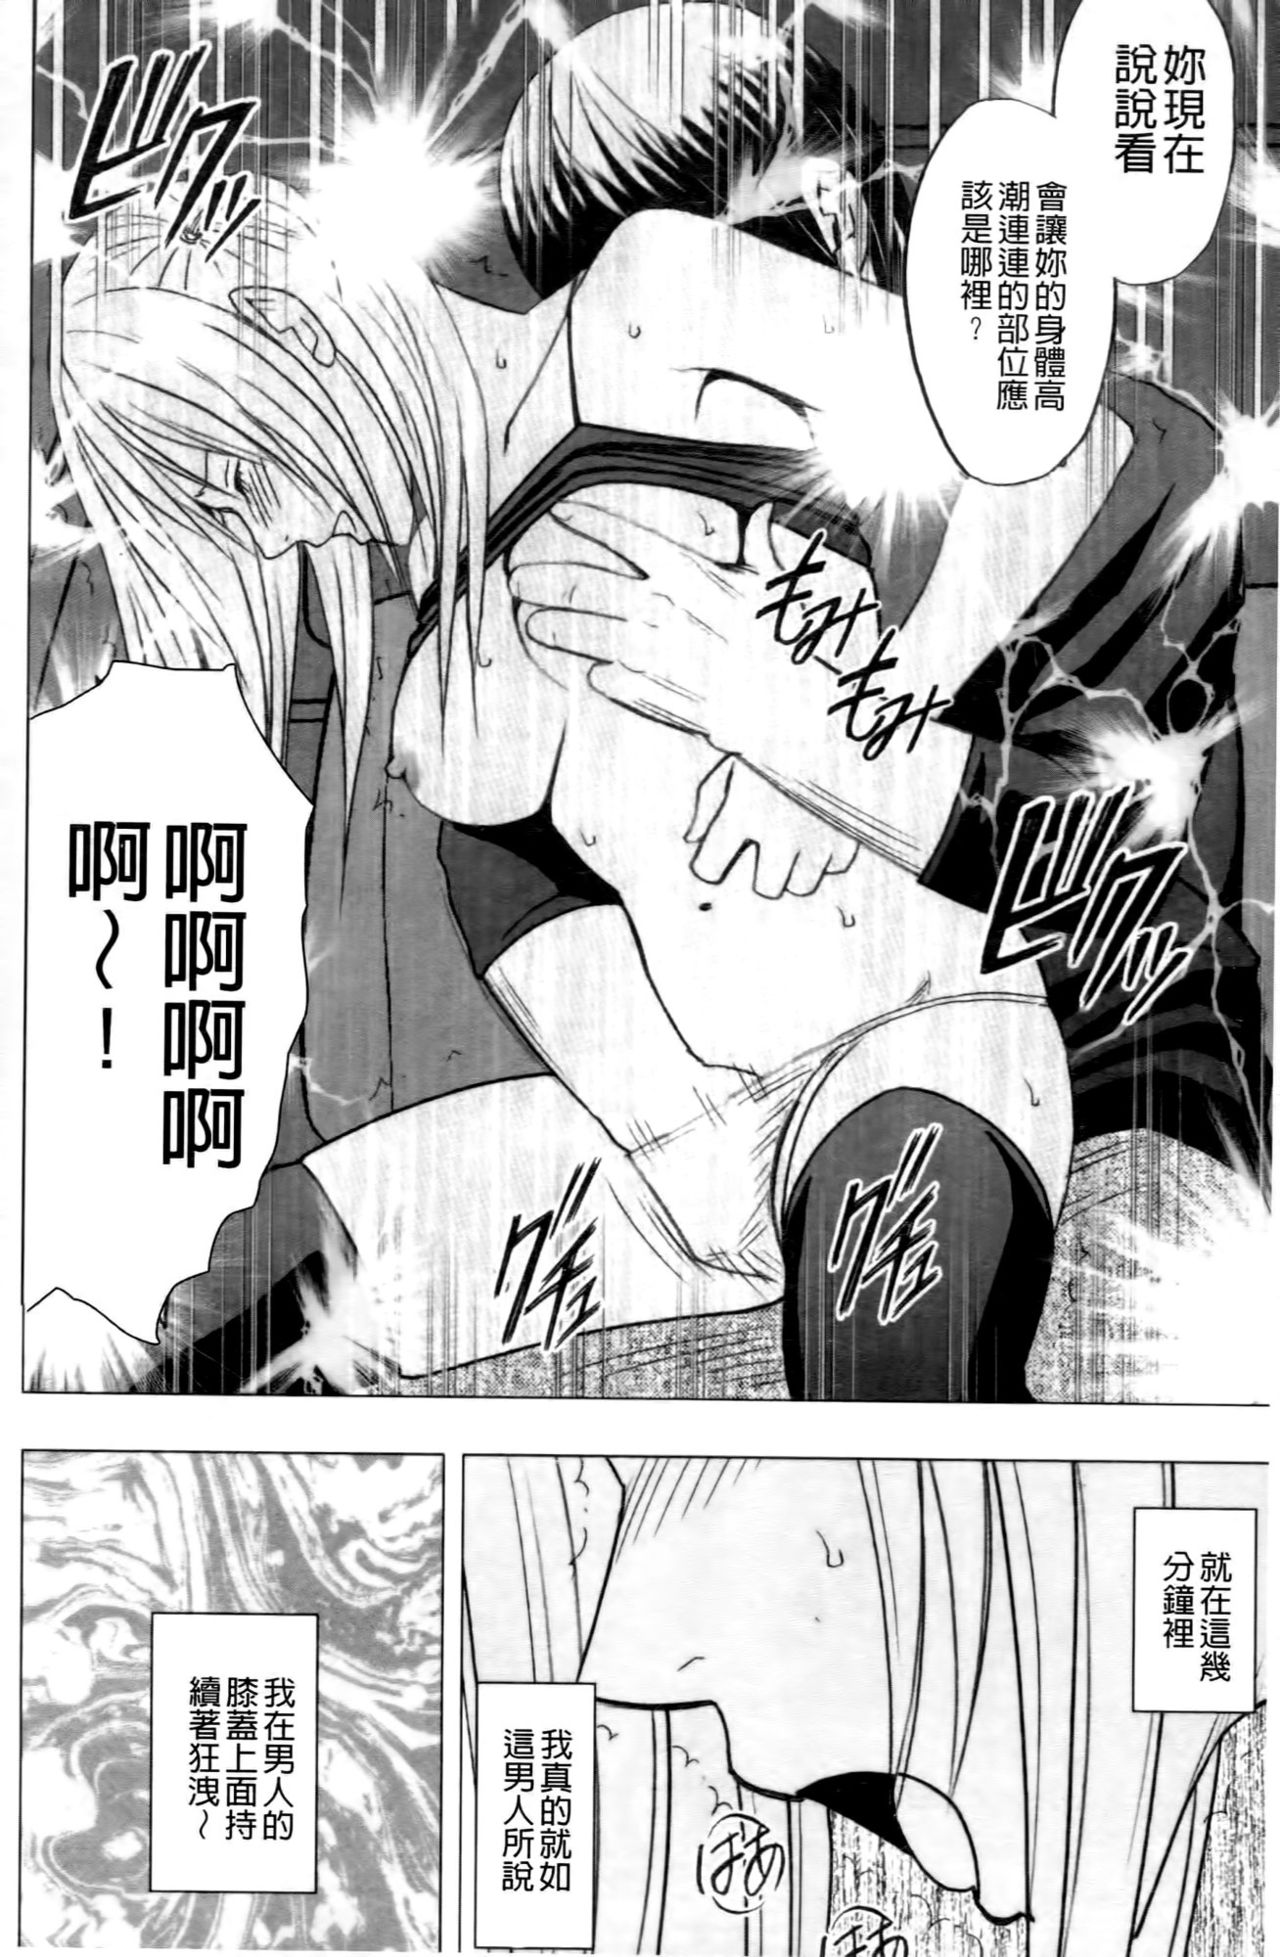 妳現在
說說看
會讓妳的身體高
潮連連的部位應
該是哪裡？
ビクッ
もみ
もみ
ビクッ
啊啊啊啊
啊～！
グチュ
グチュ
就在這幾
分鐘裡
我真的就如
這男人所說
はあ
はあ
我在男人的
膝蓋上面持
續著狂洩～